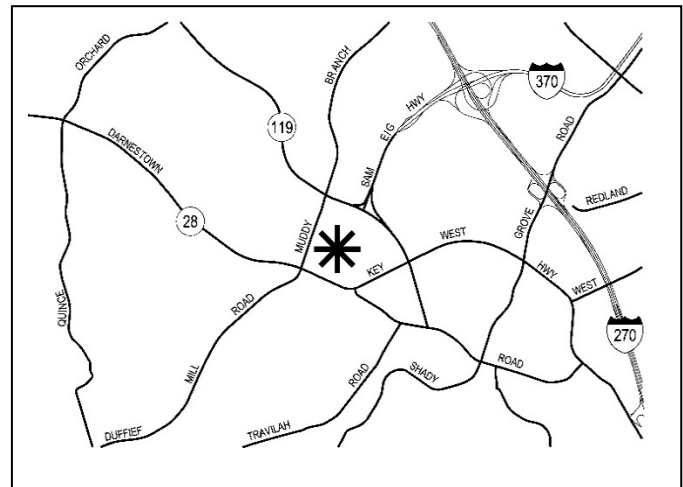 ORCHARD
BRANCH
370
HWY
EIG
SAM
119
ROAD
DARNESTOWN
REDLAND
28
MUDDY
GROVE
WEST
KEY
HWY
WEST
QUINCE
ROAD
MILL
270
ROAD
SHADY
ROAD
DUFFIEF
TRAVILAH